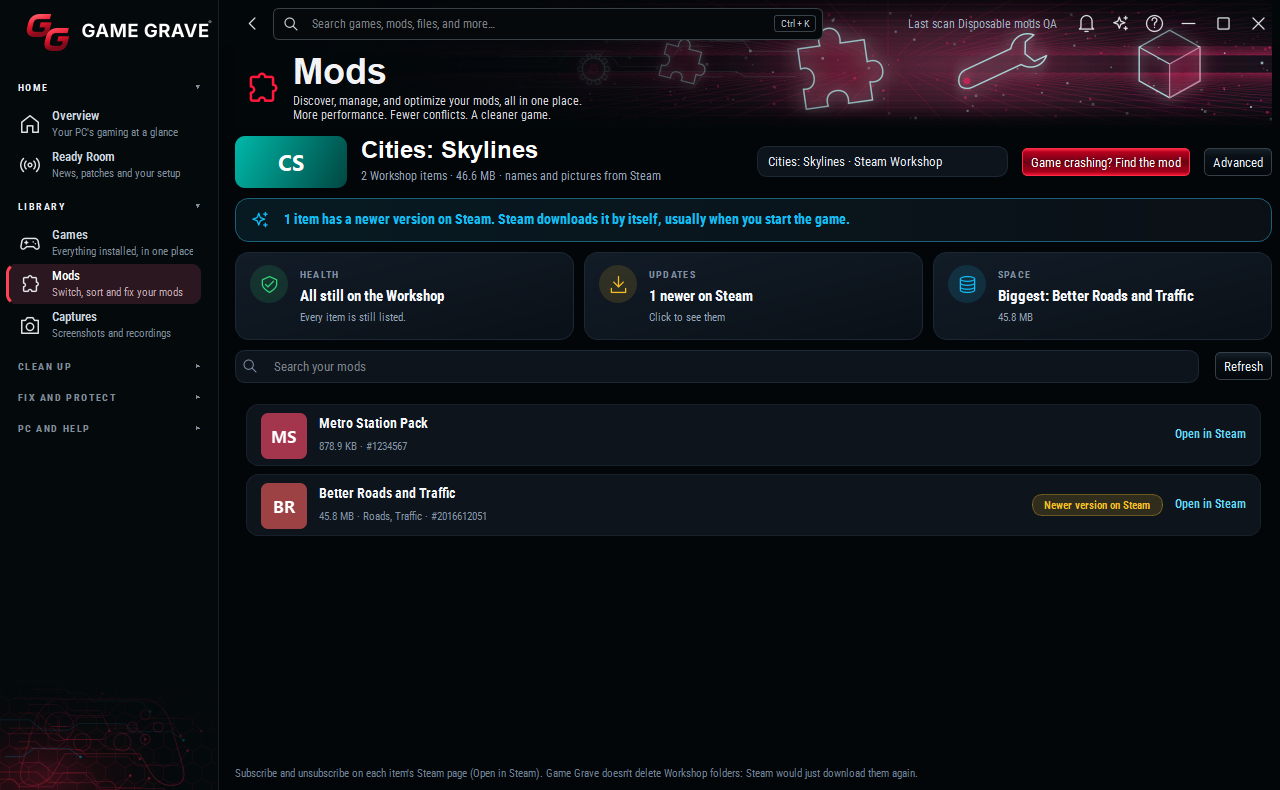 GG GAME GRAVE
Search games, mods, files, and more...
Ctrl + K
Last scan Disposable mods QA
Mods
Discover, manage, and optimize your mods, all in one place.
More performance. Fewer conflicts. A cleaner game.
HOME
Overview
Your PC's gaming at a glance
Ready Room
News, patches and your setup
LIBRARY
Games
Everything installed, in one place
Mods
Switch, sort and fix your mods
Captures
Screenshots and recordings
CLEAN UP
FIX AND PROTECT
PC AND HELP
CS
Cities: Skylines
2 Workshop items · 46.6 MB · names and pictures from Steam
Cities: Skylines · Steam Workshop
Game crashing? Find the mod
Advanced
1 item has a newer version on Steam. Steam downloads it by itself, usually when you start the game.
HEALTH
All still on the Workshop
Every item is still listed.
UPDATES
1 newer on Steam
Click to see them
SPACE
Biggest: Better Roads and Traffic
45.8 MB
Search your mods
Refresh
MS
Metro Station Pack
878.9 KB · #1234567
Open in Steam
BR
Better Roads and Traffic
45.8 MB · Roads, Traffic · #2016612051
Newer version on Steam
Open in Steam
Subscribe and unsubscribe on each item's Steam page (Open in Steam). Game Grave doesn't delete Workshop folders: Steam would just download them again.